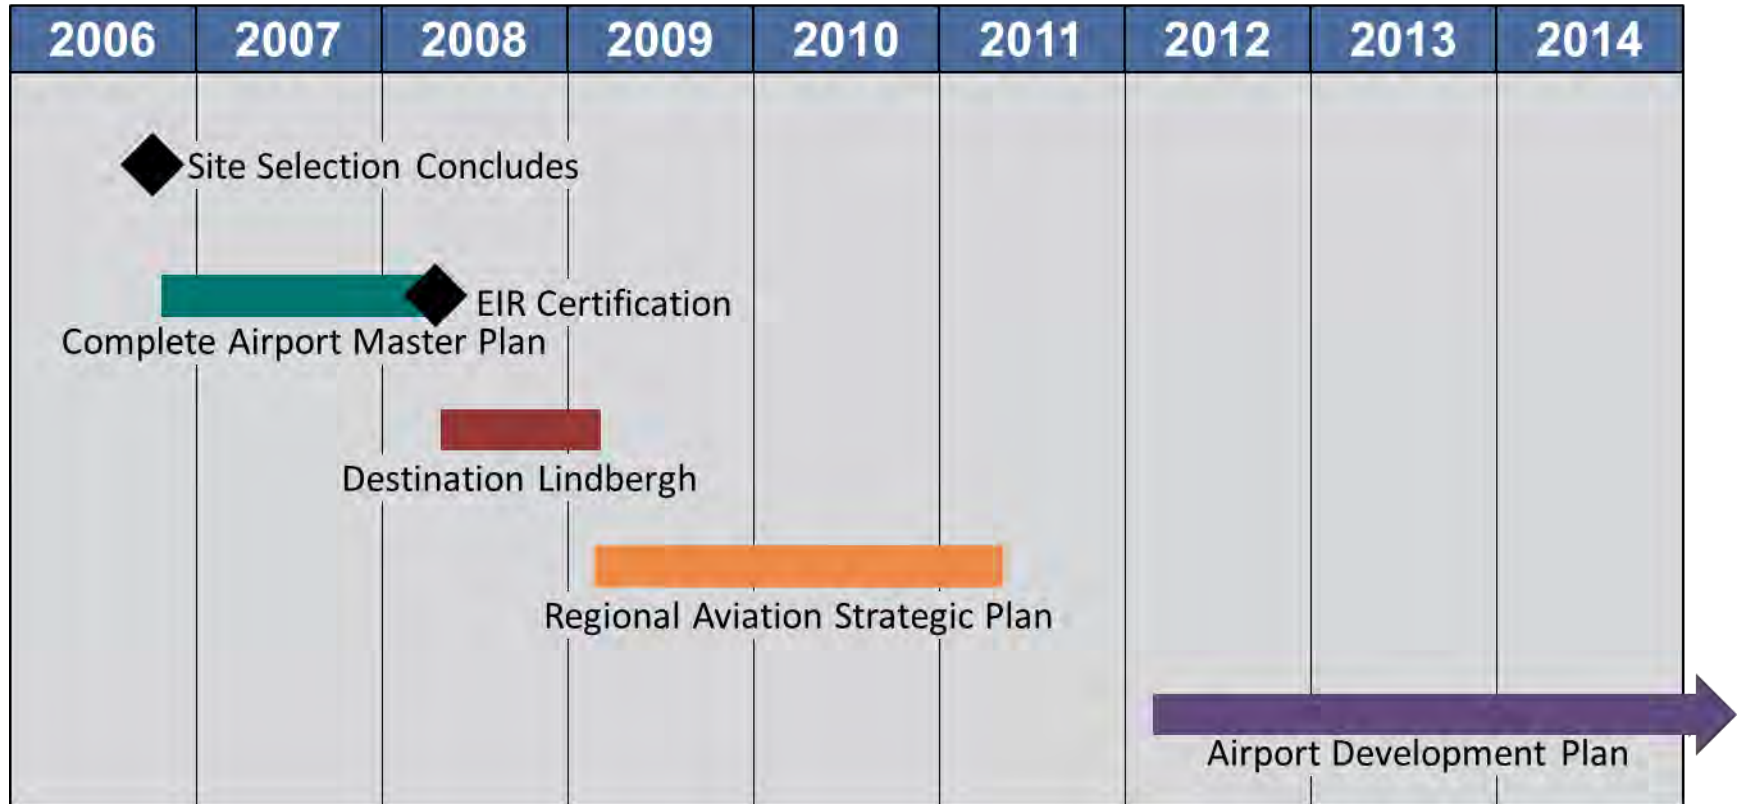 2006 2007 2008 2009 2010 2011 2012 2013 2014
Site Selection Concludes
EIR Certification
Complete Airport Master Plan
Destination Lindbergh
Regional Aviation Strategic Plan
Airport Development Plan